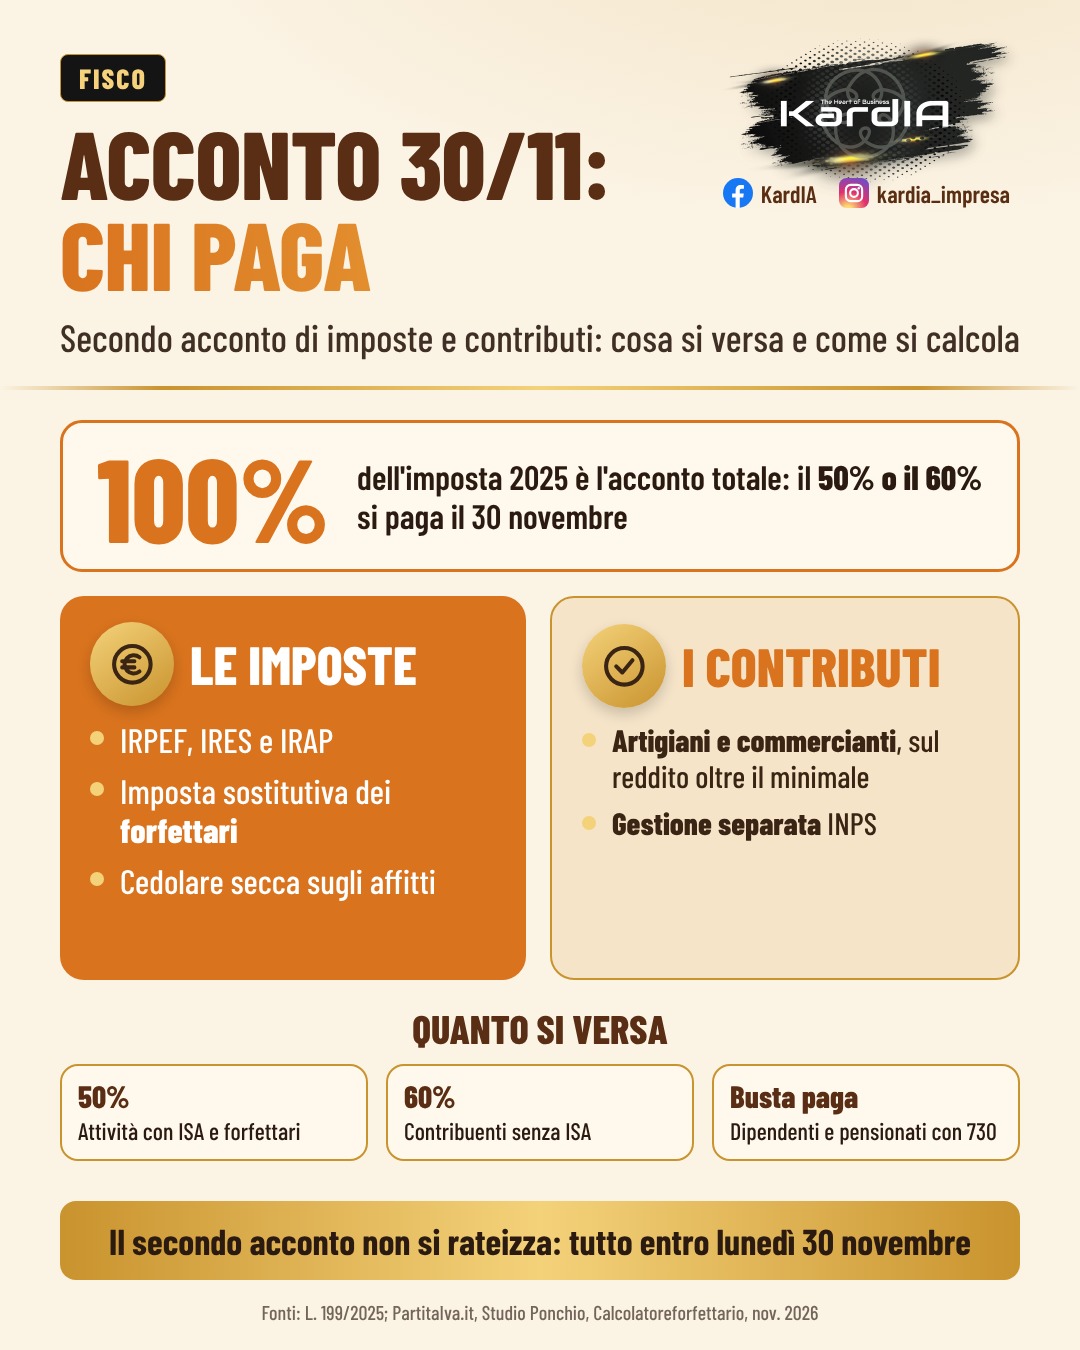 FISCO
The Heart of Business
KardIA
ACCONTO 30/11:
CHI PAGA
KardIA
kardia_impresa
Secondo acconto di imposte e contributi: cosa si versa e come si calcola
100%
dell'imposta 2025 è l'acconto totale: il 50% o il 60%
si paga il 30 novembre
LE IMPOSTE
IRPEF, IRES e IRAP
Imposta sostitutiva dei
forfettari
Cedolare secca sugli affitti
I CONTRIBUTI
Artigiani e commercianti, sul
reddito oltre il minimale
Gestione separata INPS
QUANTO SI VERSA
50%
Attività con ISA e forfettari
60%
Contribuenti senza ISA
Busta paga
Dipendenti e pensionati con 730
Il secondo acconto non si rateizza: tutto entro lunedì 30 novembre
Fonti: L. 199/2025; PartitaIva.it, Studio Ponchio, Calcolatoreforfettario, nov. 2026